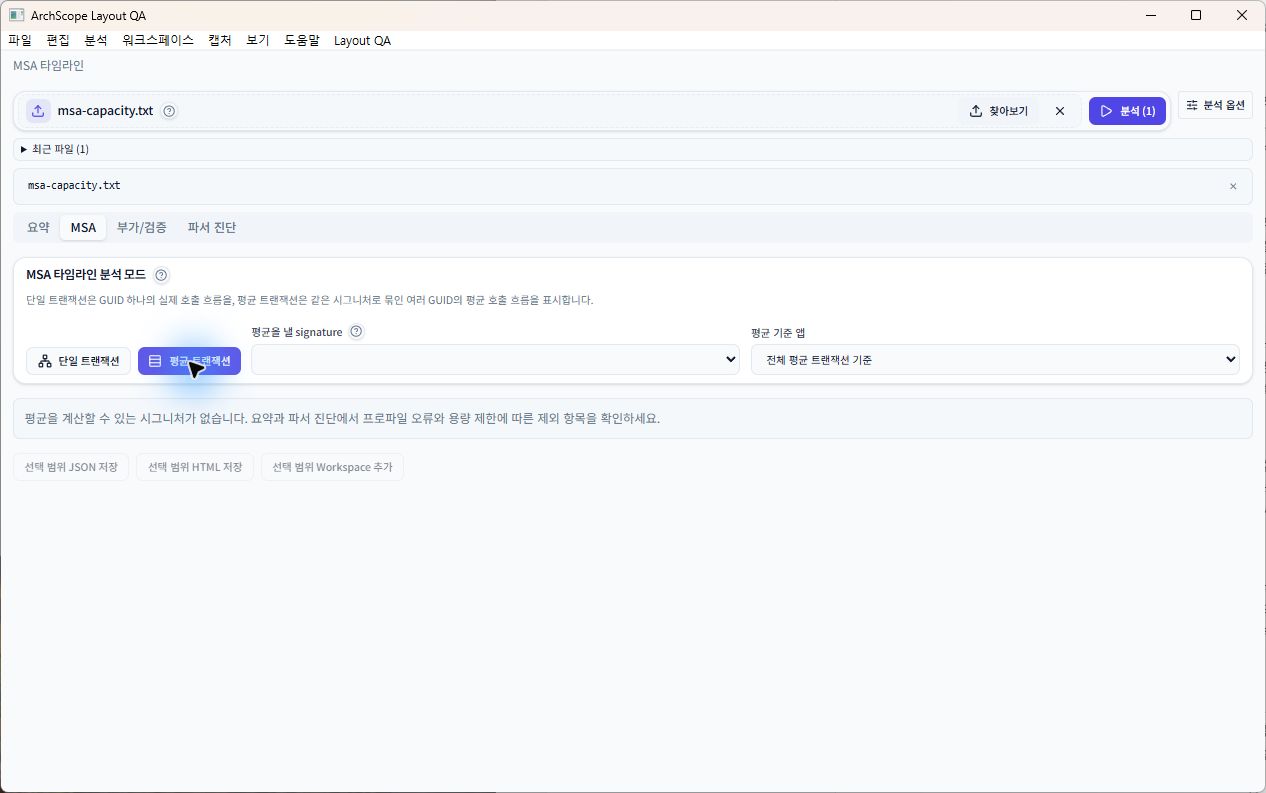 ArchScope Layout QA
파일 편집 분석 워크스페이스 캡처 보기 도움말 Layout QA
MSA 타임라인
msa-capacity.txt 찾아보기 분석 (1) 분석 옵션
최근 파일 (1)
msa-capacity.txt
요약 MSA 부가/검증 파서 진단
MSA 타임라인 분석 모드
단일 트랜잭션은 GUID 하나의 실제 호출 흐름을, 평균 트랜잭션은 같은 시그니처로 묶인 여러 GUID의 평균 호출 흐름을 표시합니다.
평균을 낼 signature 평균 기준 앱
단일 트랜잭션 평균 트랜잭션 전체 평균 트랜잭션 기준
평균을 계산할 수 있는 시그니처가 없습니다. 요약과 파서 진단에서 프로파일 오류와 용량 제한에 따른 제외 항목을 확인하세요.
선택 범위 JSON 저장 선택 범위 HTML 저장 선택 범위 Workspace 추가